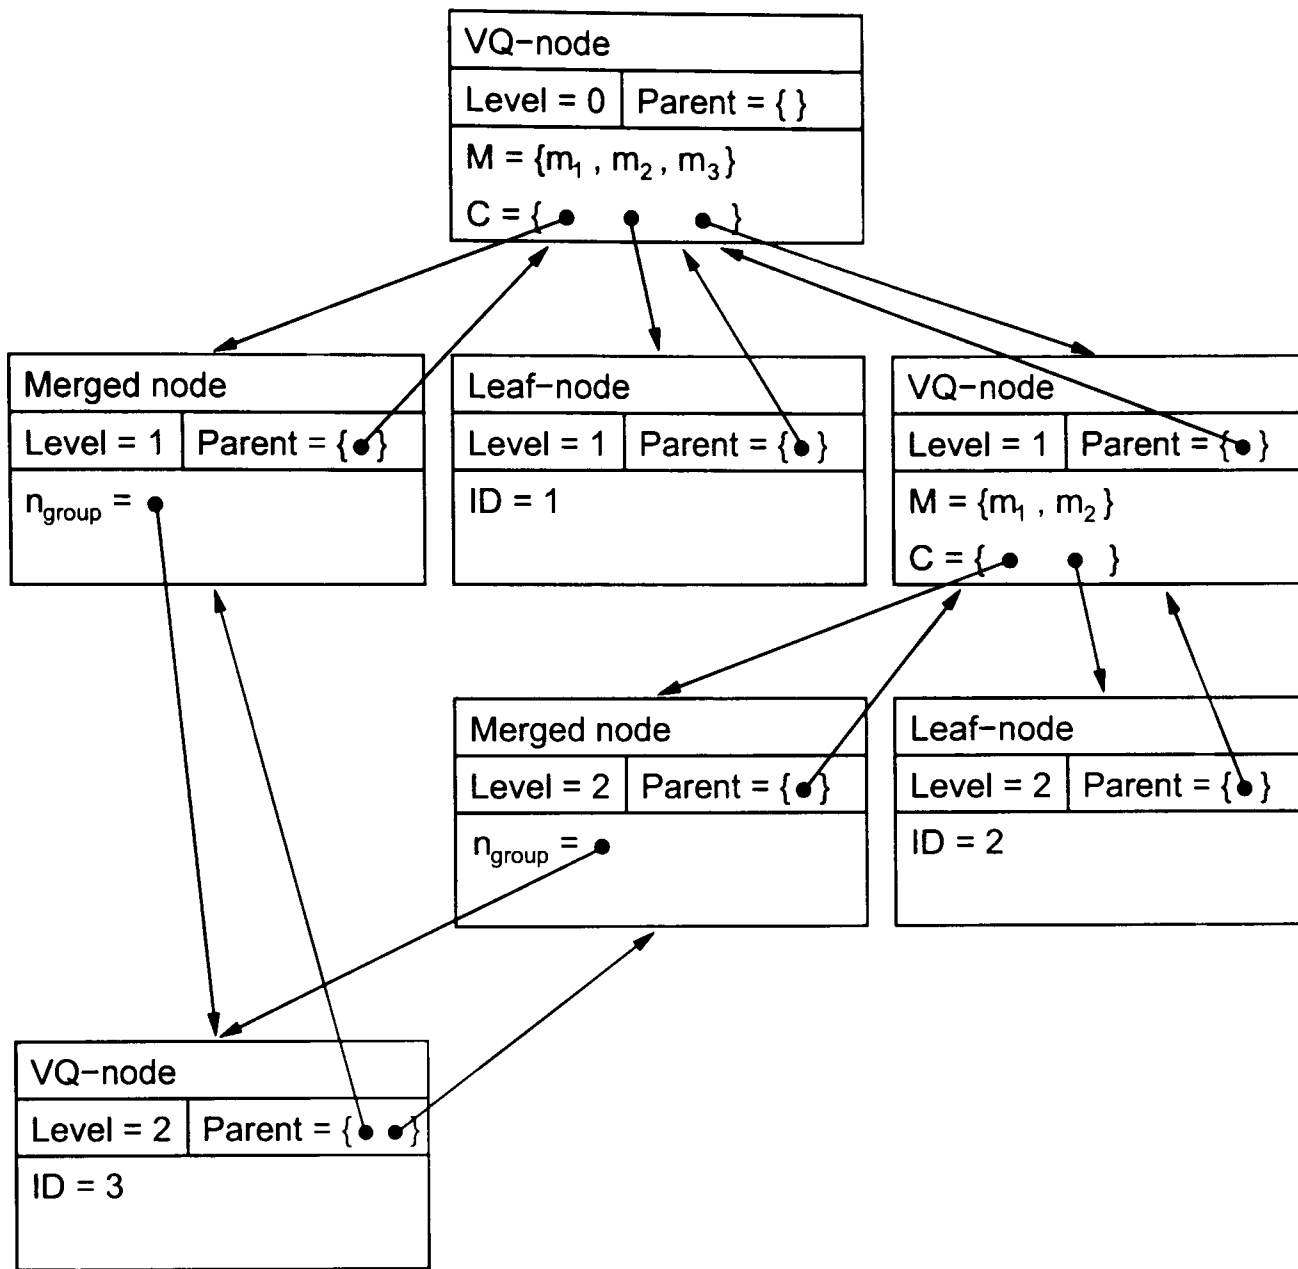 VQ−node
Level = 0 Parent = { }
M = {m₁ , m₂ , m₃}
C = { }
Merged node
Level = 1 Parent = { }
n_group =
Leaf−node
Level = 1 Parent = { }
ID = 1
VQ−node
Level = 1 Parent = { }
M = {m₁ , m₂ }
C = { }
Merged node
Level = 2 Parent = { }
n_group =
Leaf−node
Level = 2 Parent = { }
ID = 2
VQ−node
Level = 2 Parent = { }
ID = 3